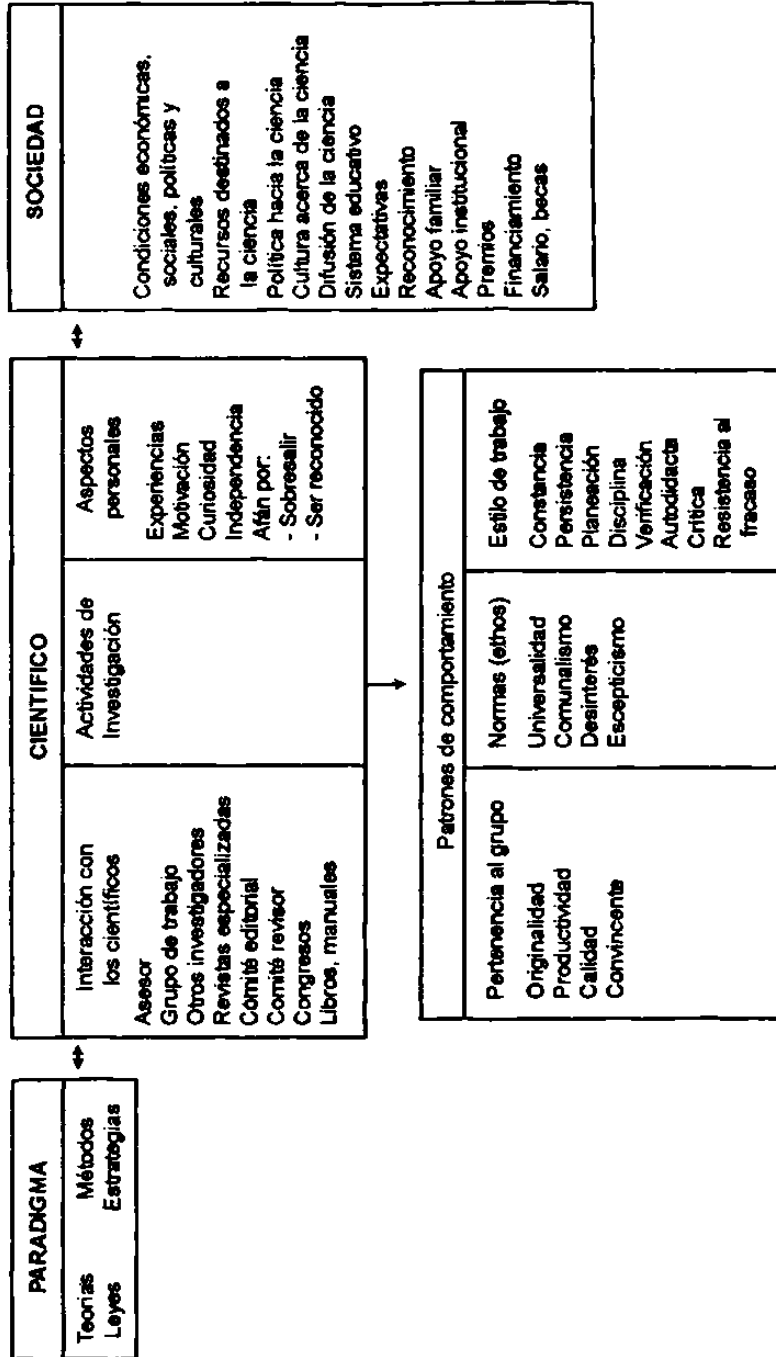 PARADIGMA
Teorías Métodos
Leyes Estrategias
CIENTIFICO
Interacción con
los científicos
Asesor
Grupo de trabajo
Otros investigadores
Revistas especializadas
Comité editorial
Comité revisor
Congresos
Libros, manuales
Actividades de
Investigación
Aspectos
personales
Experiencias
Motivación
Curiosidad
Independencia
Afán por:
- Sobresalir
- Ser reconocido
SOCIEDAD
Condiciones económicas,
sociales, políticas y
culturales
Recursos destinados a
la ciencia
Política hacia la ciencia
Cultura acerca de la ciencia
Difusión de la ciencia
Sistema educativo
Expectativas
Reconocimiento
Apoyo familiar
Apoyo institucional
Premios
Financiamiento
Salario, becas
Patrones de comportamiento
Pertenencia al grupo
Originalidad
Productividad
Calidad
Convincente
Normas (ethos)
Universalidad
Comunalismo
Desinterés
Escepticismo
Estilo de trabajo
Constancia
Persistencia
Planeación
Disciplina
Verificación
Autodidacta
Crítica
Resistencia al
fracaso